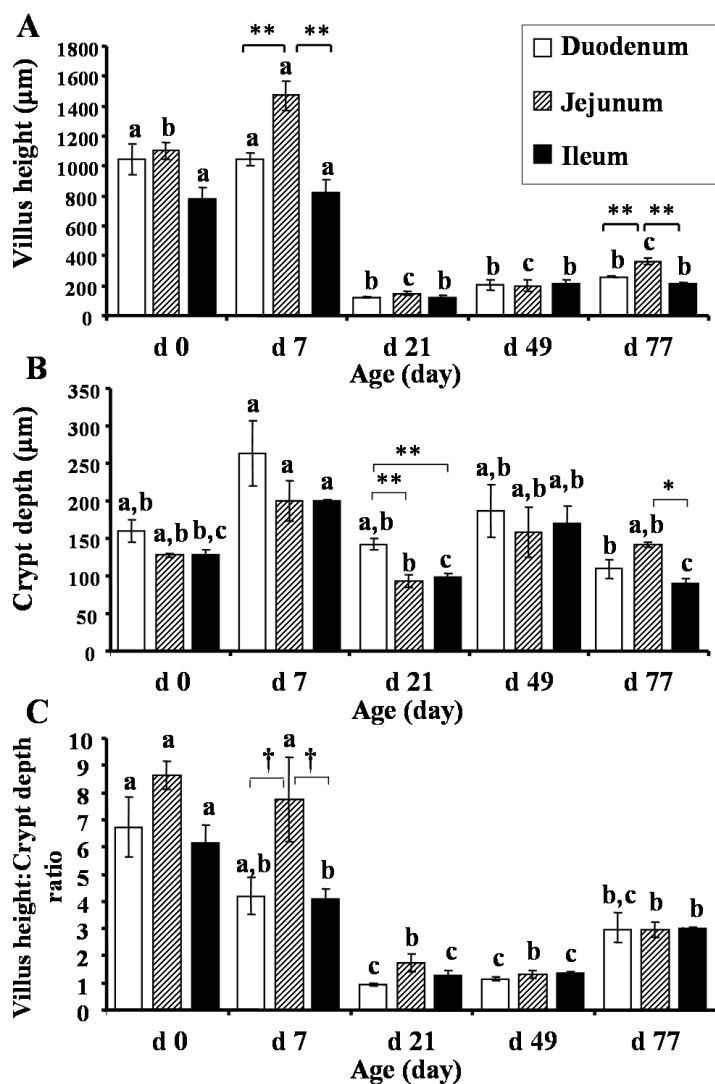 A
Villus height (μm)
1800
1600
1400
1200
1000
800
600
400
200
0
** **
a b a
a a a
b c b
b c b
** **
b c b
Duodenum
Jejunum
Ileum
d 0 d 7 d 21 d 49 d 77
Age (day)
B
Crypt depth (μm)
350
300
250
200
150
100
50
0
a,b a,b b,c
a a a
**
**
a,b b c
a,b a,b a,b
*
b a,b c
d 0 d 7 d 21 d 49 d 77
Age (day)
C
Villus height:Crypt depth
ratio
10
9
8
7
6
5
4
3
2
1
0
a a a
† †
a,b a b
c b c
c b c
b,c b b
d 0 d 7 d 21 d 49 d 77
Age (day)